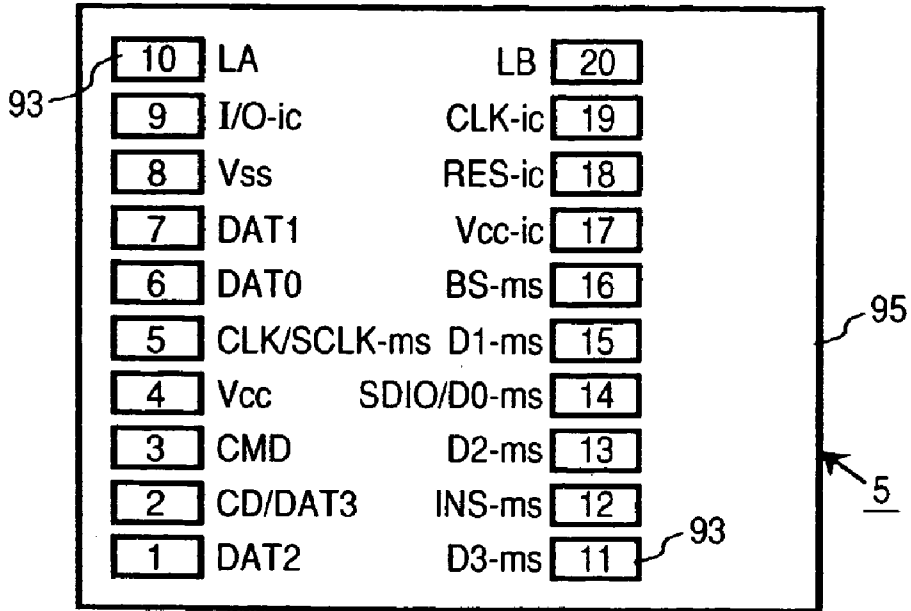 10 LA LB 20
93
9 I/O-ic CLK-ic 19
8 Vss RES-ic 18
7 DAT1 Vcc-ic 17
6 DAT0 BS-ms 16
95
5 CLK/SCLK-ms D1-ms 15
4 Vcc SDIO/D0-ms 14
3 CMD D2-ms 13
2 CD/DAT3 INS-ms 12
5
93
1 DAT2 D3-ms 11